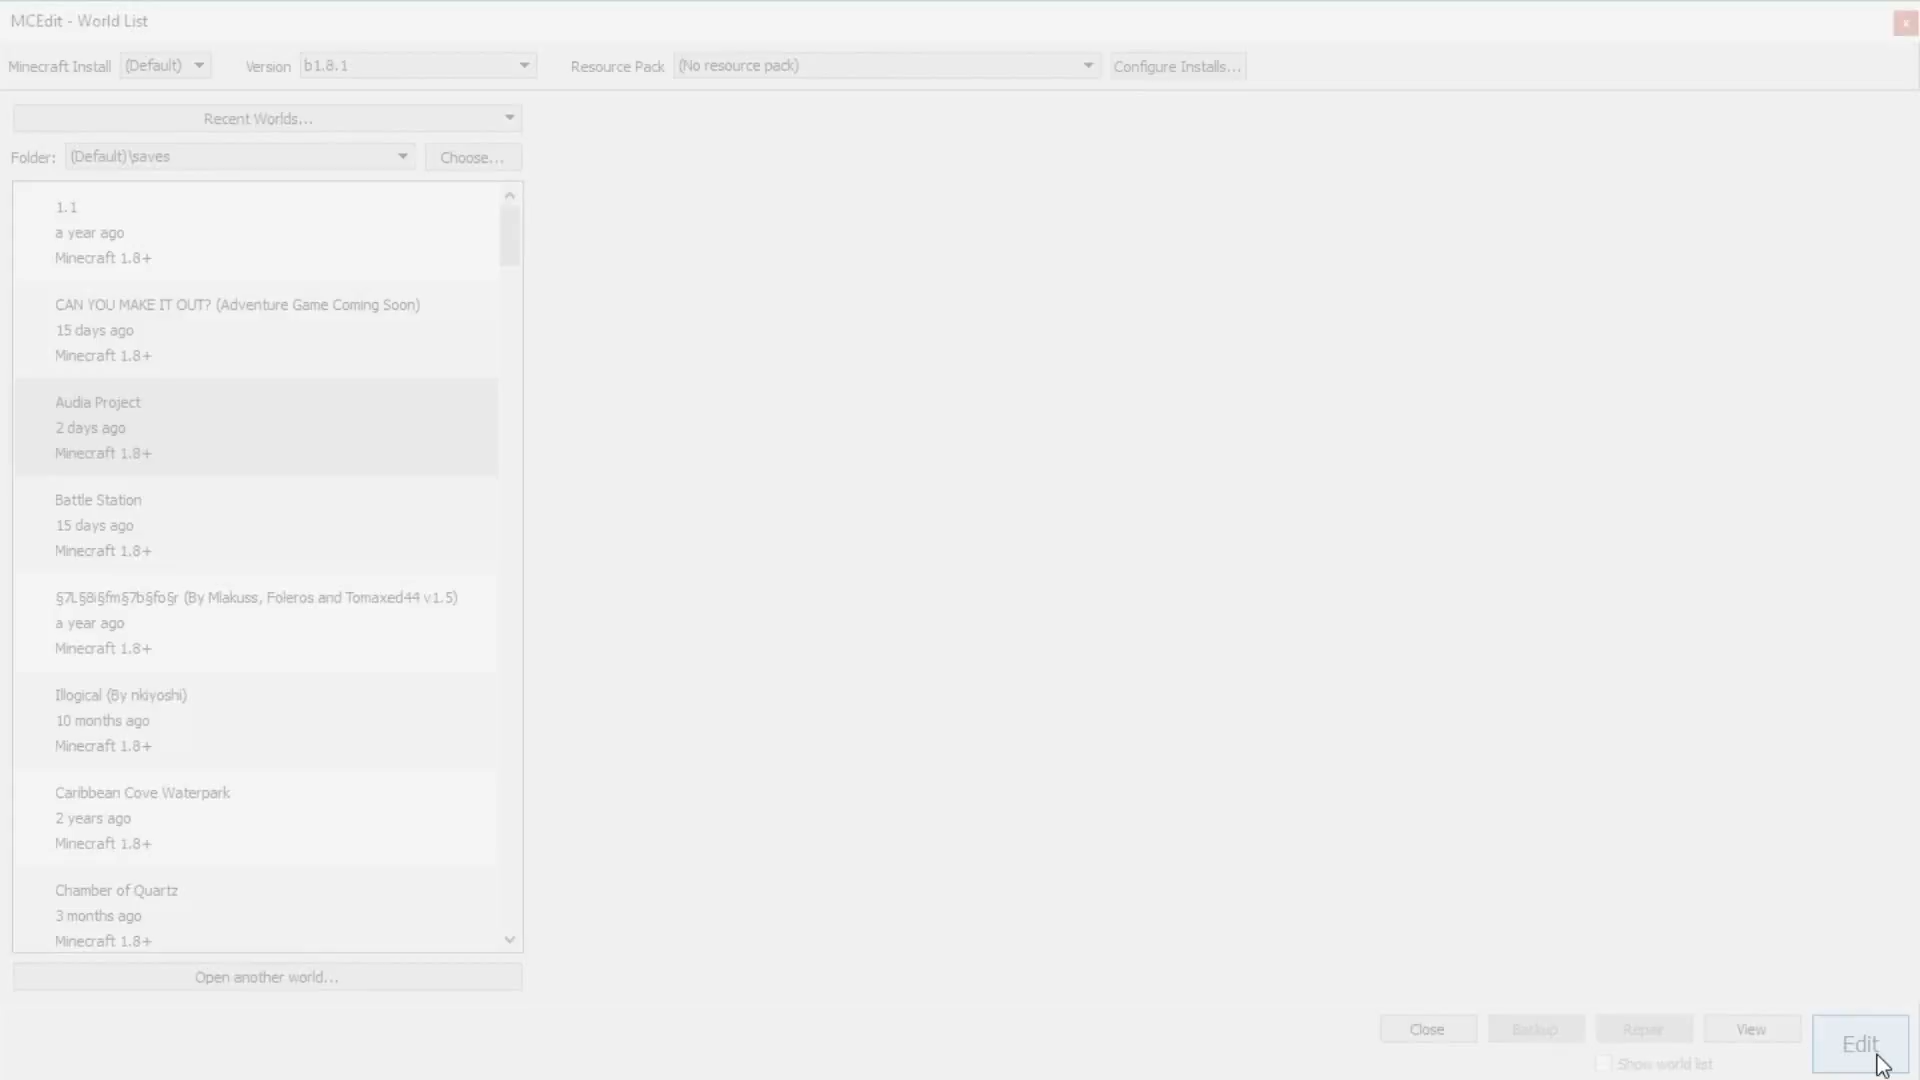 MCEdit - World List
x
Minecraft Install (Default) Version b1.8.1 Resource Pack (No resource pack) Configure Installs...
Recent Worlds...
Folder: (Default)\saves Choose...
1.1
a year ago
Minecraft 1.8+
CAN YOU MAKE IT OUT? (Adventure Game Coming Soon)
15 days ago
Minecraft 1.8+
Audia Project
2 days ago
Minecraft 1.8+
Battle Station
15 days ago
Minecraft 1.8+
§7L§8i§fm§7b§fo§r (By Mlakuss, Foleros and Tomaxed44 v.1.5)
a year ago
Minecraft 1.8+
Illogical (By nkiyoshi)
10 months ago
Minecraft 1.8+
Caribbean Cove Waterpark
2 years ago
Minecraft 1.8+
Chamber of Quartz
3 months ago
Minecraft 1.8+
Open another world...
Close Backup Repair View Edit
Show world list